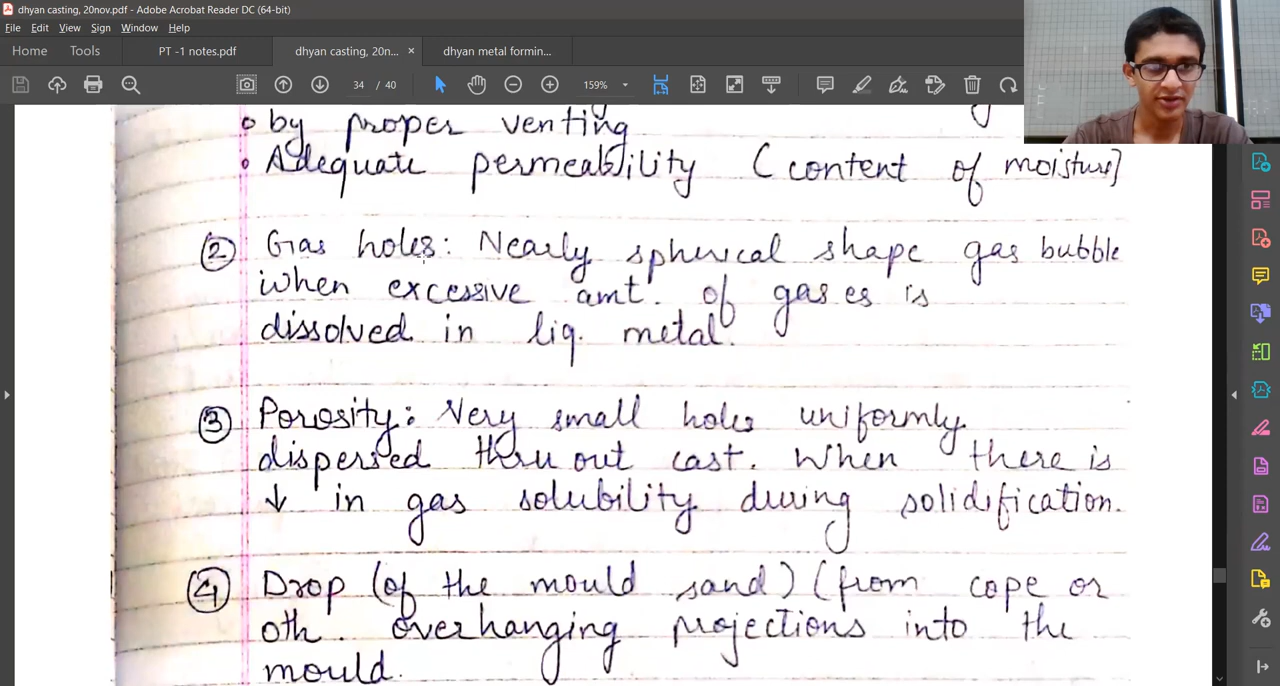 dhyan casting, 20nov.pdf - Adobe Acrobat Reader DC (64-bit)
File Edit View Sign Window Help
Home Tools PT -1 notes.pdf dhyan casting, 20n... × dhyan metal formin...
34 / 40 159%
by proper venting
Adequate permeability (content of moisture]
② Gas holes: Nearly spherical shape gas bubble
when excessive amt. of gases is
dissolved in liq. metal.
③ Porosity: Very small holes uniformly
dispersed thru out cast. When there is
↓ in gas solubility during solidification.
④ Drop (of the mould sand) (from cope or
oth. overhanging projections into the
mould.